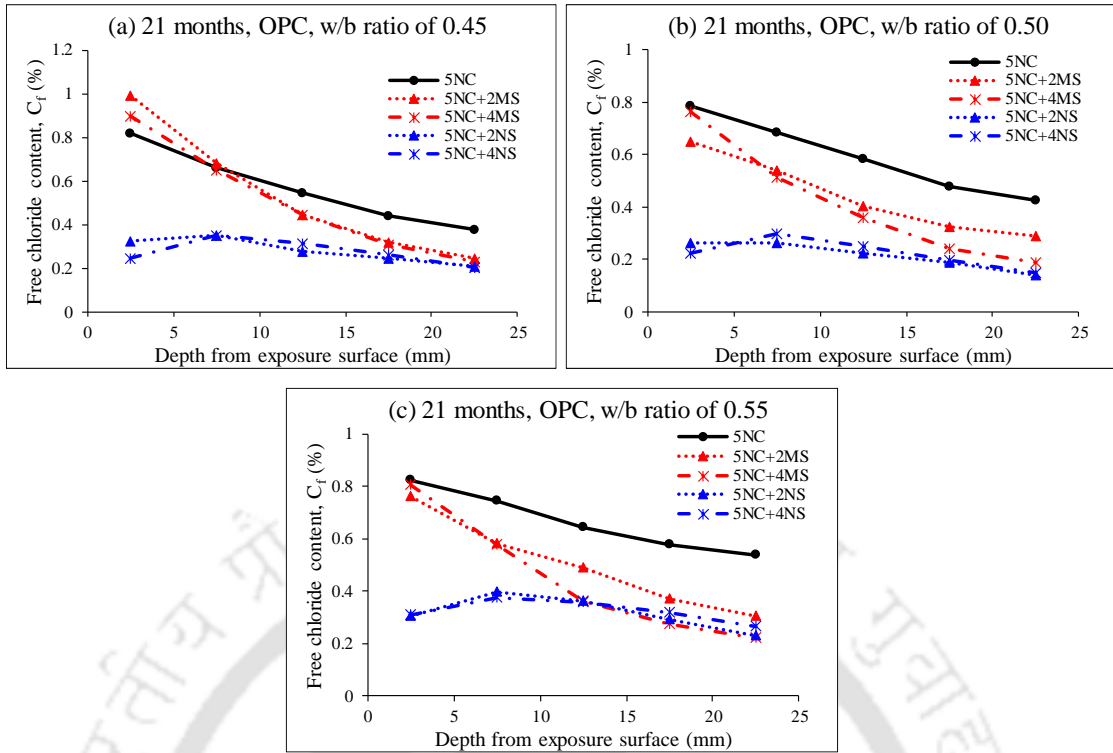 (a) 21 months, OPC, w/b ratio of 0.45
Free chloride content, C_f (%)
1.2
1
0.8
0.6
0.4
0.2
0
0 5 10 15 20 25
Depth from exposure surface (mm)
5NC
5NC+2MS
5NC+4MS
5NC+2NS
5NC+4NS
(b) 21 months, OPC, w/b ratio of 0.50
Free chloride content, C_f (%)
1
0.8
0.6
0.4
0.2
0
0 5 10 15 20 25
Depth from exposure surface (mm)
5NC
5NC+2MS
5NC+4MS
5NC+2NS
5NC+4NS
(c) 21 months, OPC, w/b ratio of 0.55
Free chloride content, C_f (%)
1
0.8
0.6
0.4
0.2
0
0 5 10 15 20 25
Depth from exposure surface (mm)
5NC
5NC+2MS
5NC+4MS
5NC+2NS
5NC+4NS